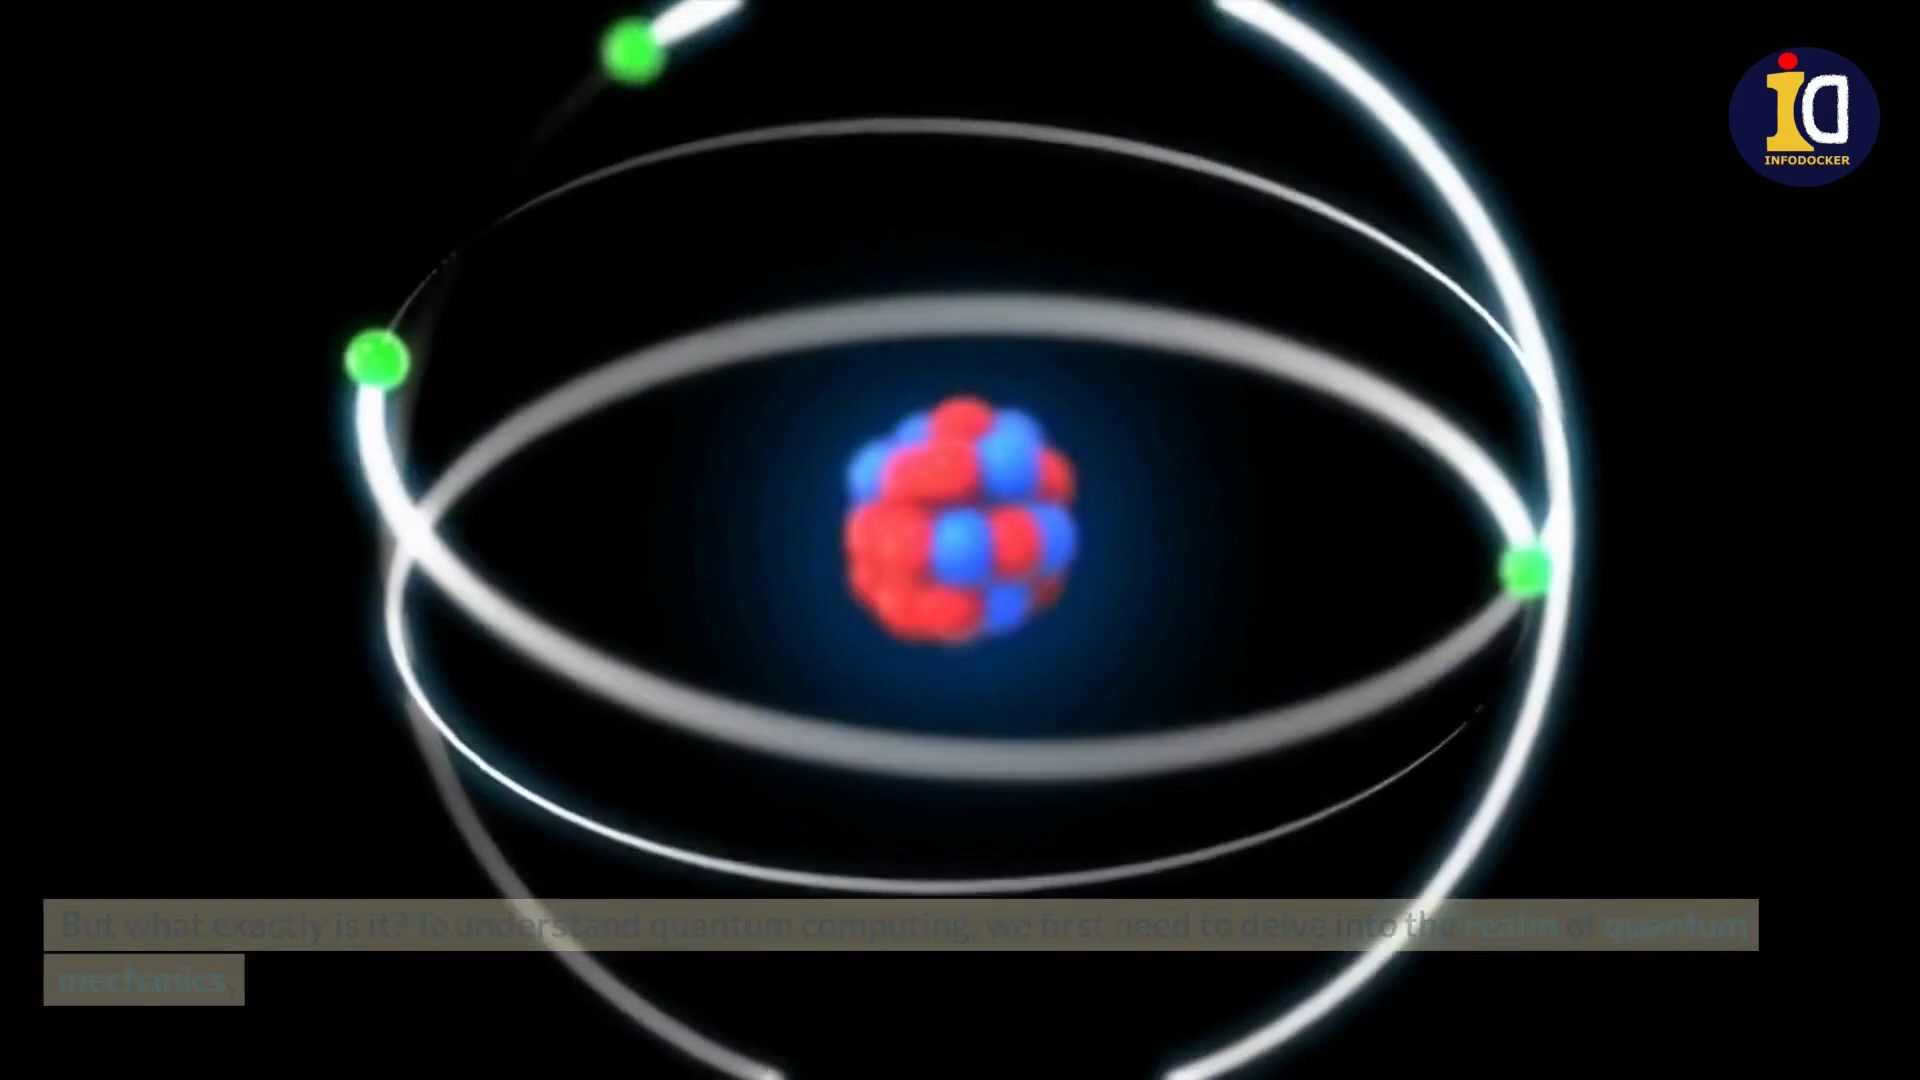 iD
INFODOCKER
But what exactly is it? To understand quantum computing, we first need to delve into the realm of quantum
mechanics.